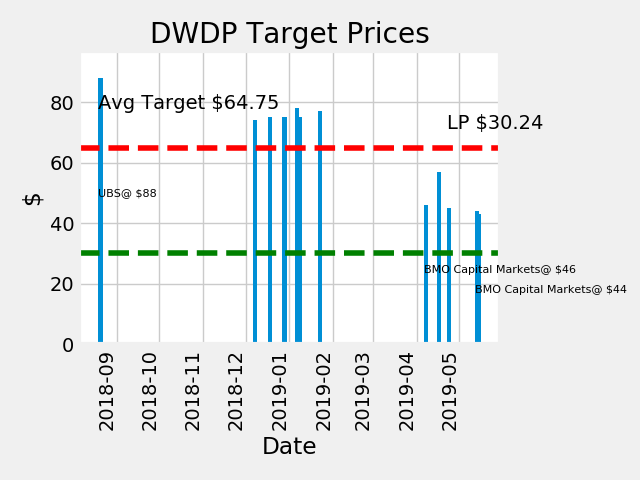 DWDP Target Prices
80
Avg Target $64.75
LP $30.24
60
UBS@ $88
$
40
BMO Capital Markets@ $46
20
BMO Capital Markets@ $44
0
2018-09
2018-10
2018-11
2018-12
2019-01
2019-02
2019-03
2019-04
2019-05
Date